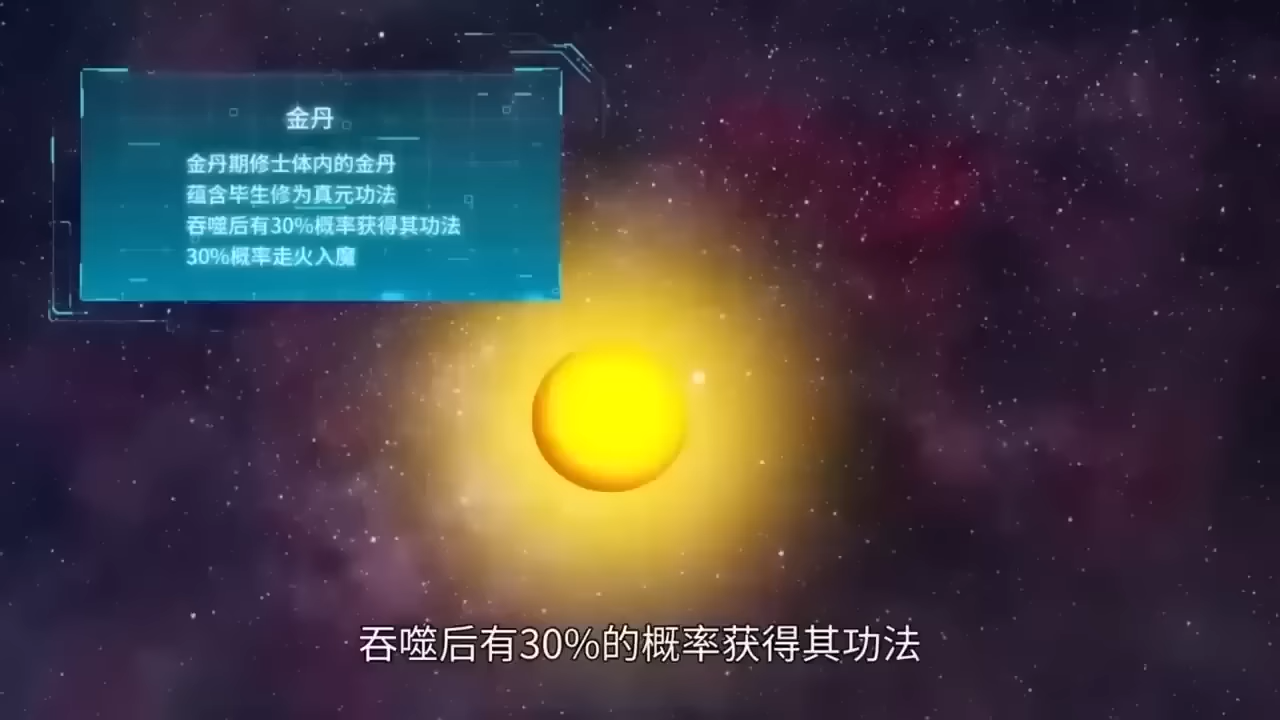 金丹
金丹期修士体内的金丹
蕴含毕生修为真元功法
吞噬后有30%概率获得其功法
30%概率走火入魔
吞噬后有30%的概率获得其功法